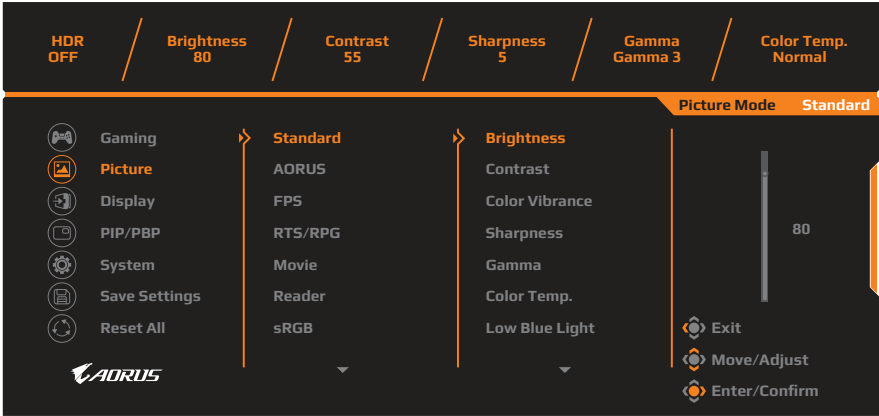 HDR Brightness Contrast Sharpness Gamma Color Temp.
OFF 80 55 5 Gamma 3 Normal
Picture Mode Standard
Gaming Standard Brightness
Picture AORUS Contrast
Display FPS Color Vibrance
PIP/PBP RTS/RPG Sharpness 80
System Movie Gamma
Save Settings Reader Color Temp.
Reset All sRGB Low Blue Light Exit
Move/Adjust
AORUS
Enter/Confirm